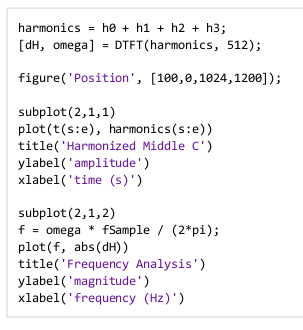 harmonics = h0 + h1 + h2 + h3;
[dH, omega] = DTFT(harmonics, 512);
figure('Position', [100,0,1024,1200]);
subplot(2,1,1)
plot(t(s:e), harmonics(s:e))
title('Harmonized Middle C')
ylabel('amplitude')
xlabel('time (s)')
subplot(2,1,2)
f = omega * fSample / (2*pi);
plot(f, abs(dH))
title('Frequency Analysis')
ylabel('magnitude')
xlabel('frequency (Hz)')